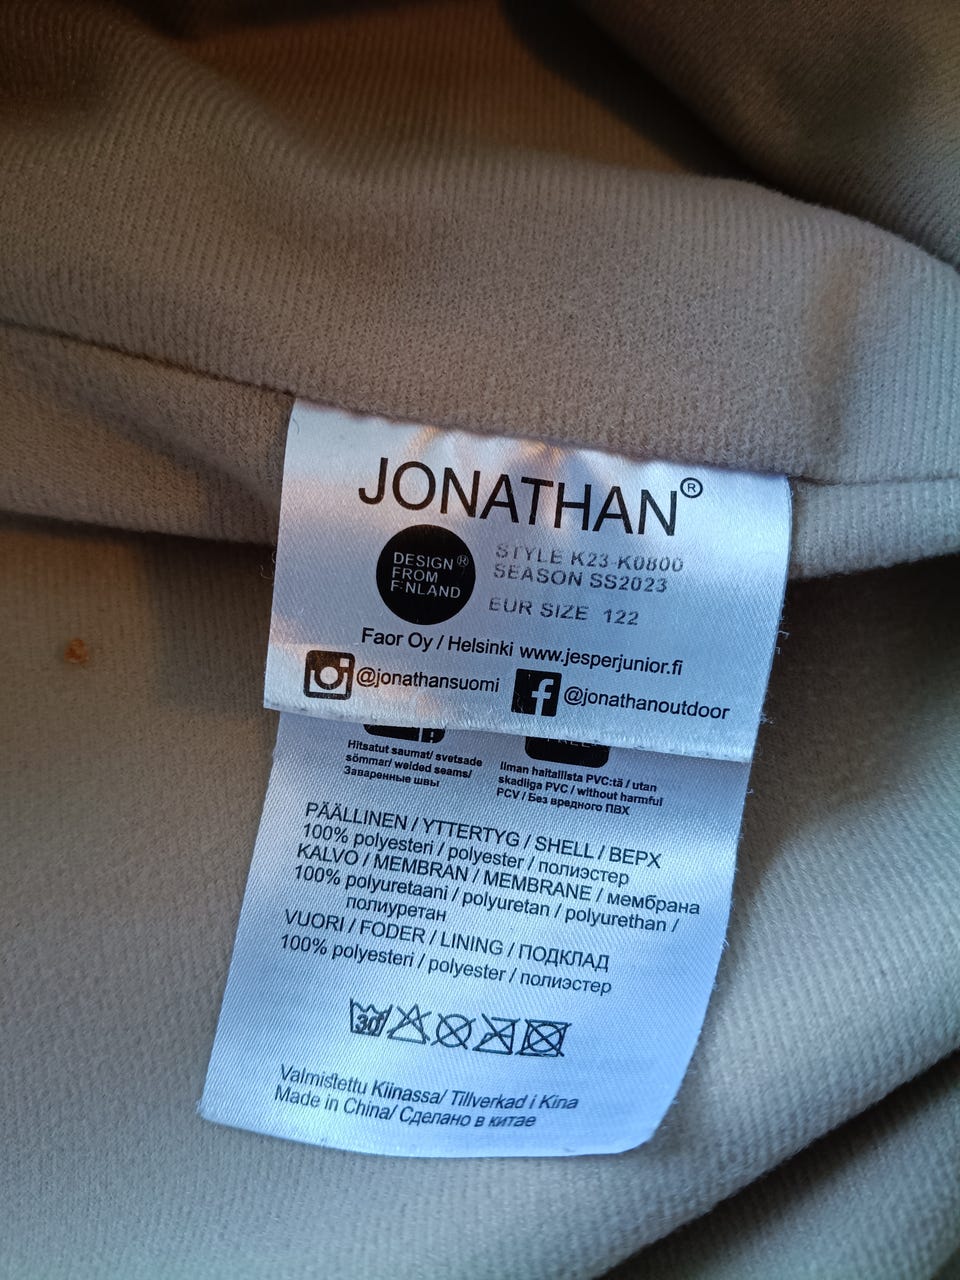 JONATHAN®
DESIGN®
FROM
FINLAND
STYLE K23-K0800
SEASON SS2023
EUR SIZE 122
Faor Oy / Helsinki www.jesperjunior.fi
@jonathansuomi
@jonathanoutdoor
Hitsatut saumat/ svetsade
sömmar/ welded seams/
Заваренные швы
FREE
Ilman haitallista PVC:tä / utan
skadliga PVC / without harmful
PCV / Без вредного ПВХ
PÄÄLLINEN / YTTERTYG / SHELL / ВЕРХ
100% polyesteri / polyester / полиэстер
KALVO / MEMBRAN / MEMBRANE / мембрана
100% polyuretaani / polyuretan / polyurethan /
полиуретан
VUORI / FODER / LINING / ПОДКЛАД
100% polyesteri / polyester / полиэстер
30
Valmistettu Kiinassa/ Tillverkad i Kina
Made in China/ Сделано в китае